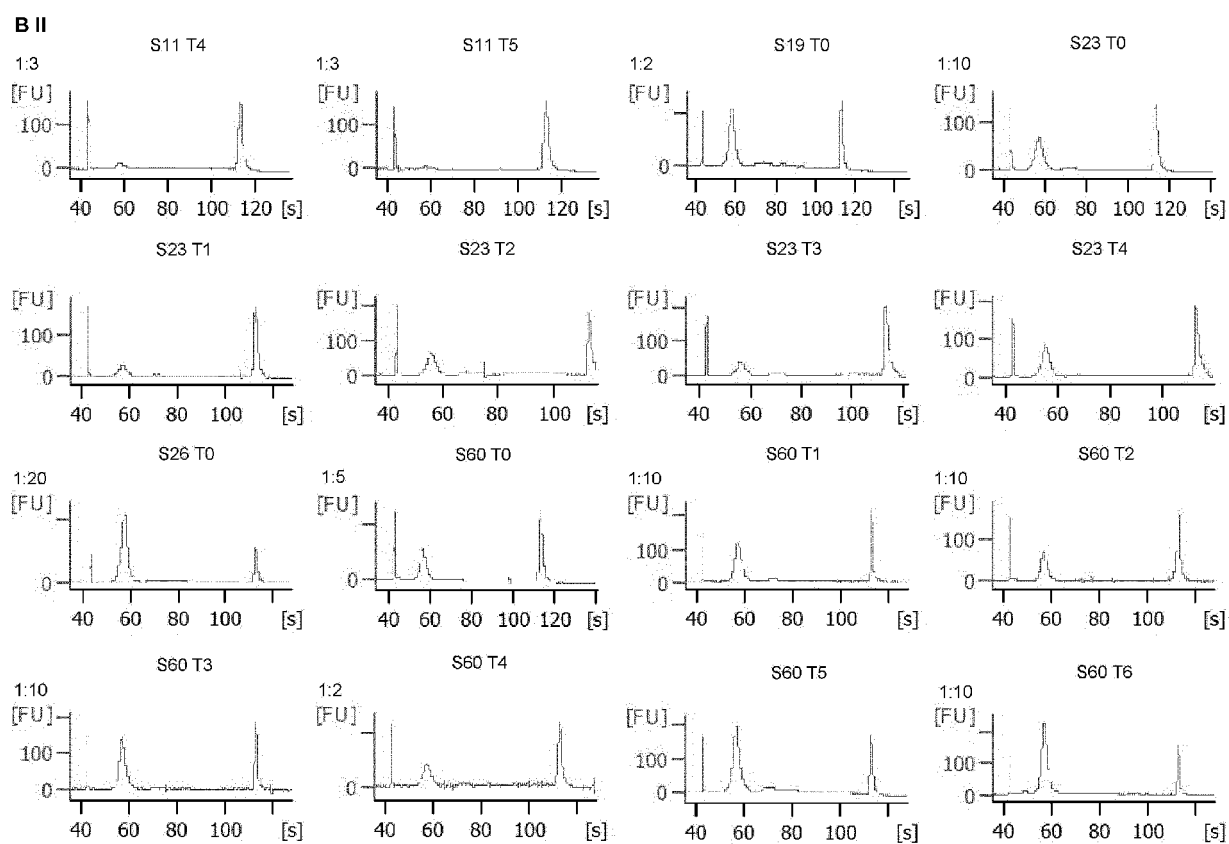 B II
S11 T4 S11 T5 S19 T0 S23 T0
1:3 1:3 1:2 1:10
[FU] [FU] [FU] [FU]
100 100 100
0 0 0 0
40 60 80 100 120 [s] 40 60 80 100 120 [s] 40 60 80 100 120 [s] 40 60 80 100 120 [s]
S23 T1 S23 T2 S23 T3 S23 T4
[FU] [FU] [FU] [FU]
100 100 100 100
0 0 0 0
40 60 80 100 [s] 40 60 80 100 [s] 40 60 80 100 [s] 40 60 80 100 [s]
S26 T0 S60 T0 S60 T1 S60 T2
1:20 1:5 1:10 1:10
[FU] [FU] [FU] [FU]
100 100
0 0 0 0
40 60 80 100 [s] 40 60 80 100 120 [s] 40 60 80 100 [s] 40 60 80 100 [s]
S60 T3 S60 T4 S60 T5 S60 T6
1:10 1:2 1:10
[FU] [FU] [FU] [FU]
100 100 100
0 0 0 0
40 60 80 100 [s] 40 60 80 100 [s] 40 60 80 100 [s] 40 60 80 100 [s]